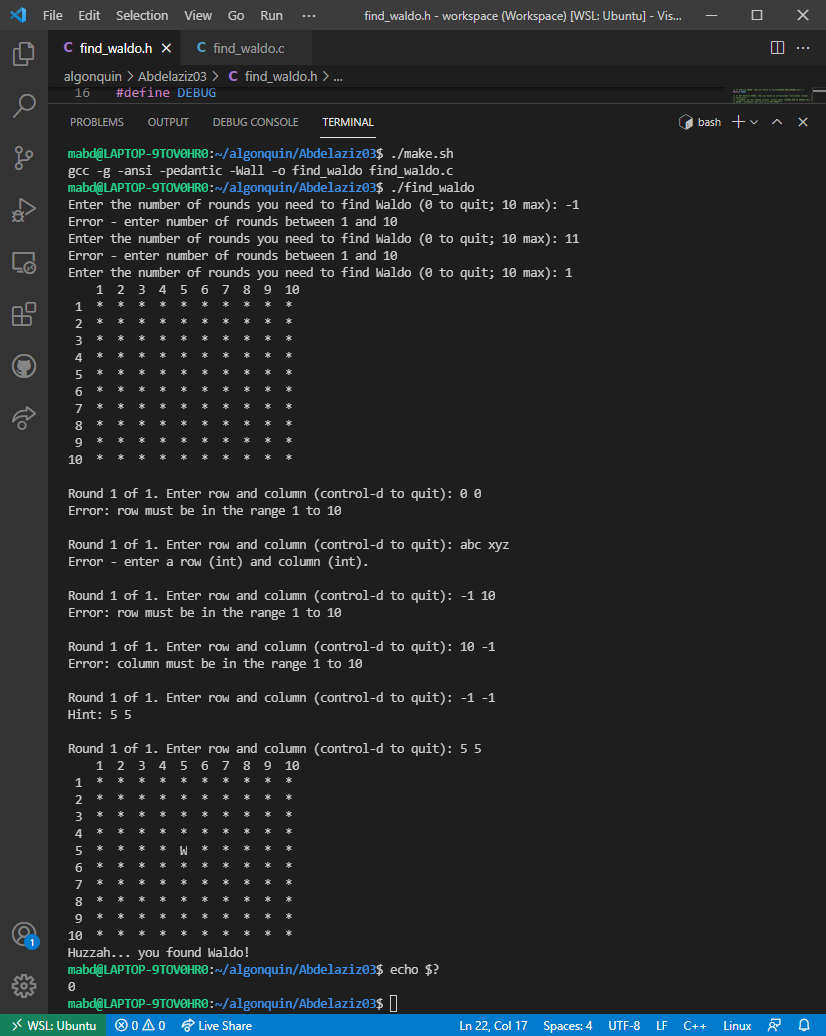 File Edit Selection View Go Run ··· find_waldo.h - workspace (Workspace) [WSL: Ubuntu] - Vis...
C find_waldo.h × C find_waldo.c ···
algonquin > Abdelaziz03 > C find_waldo.h > ...
16 #define DEBUG
PROBLEMS OUTPUT DEBUG CONSOLE TERMINAL bash
mabd@LAPTOP-9TOV0HR0:~/algonquin/Abdelaziz03$ ./make.sh
gcc -g -ansi -pedantic -Wall -o find_waldo find_waldo.c
mabd@LAPTOP-9TOV0HR0:~/algonquin/Abdelaziz03$ ./find_waldo
Enter the number of rounds you need to find Waldo (0 to quit; 10 max): -1
Error - enter number of rounds between 1 and 10
Enter the number of rounds you need to find Waldo (0 to quit; 10 max): 11
Error - enter number of rounds between 1 and 10
Enter the number of rounds you need to find Waldo (0 to quit; 10 max): 1
1 2 3 4 5 6 7 8 9 10
1 * * * * * * * * * *
2 * * * * * * * * * *
3 * * * * * * * * * *
4 * * * * * * * * * *
5 * * * * * * * * * *
6 * * * * * * * * * *
7 * * * * * * * * * *
8 * * * * * * * * * *
9 * * * * * * * * * *
10 * * * * * * * * * *
Round 1 of 1. Enter row and column (control-d to quit): 0 0
Error: row must be in the range 1 to 10
Round 1 of 1. Enter row and column (control-d to quit): abc xyz
Error - enter a row (int) and column (int).
Round 1 of 1. Enter row and column (control-d to quit): -1 10
Error: row must be in the range 1 to 10
Round 1 of 1. Enter row and column (control-d to quit): 10 -1
Error: column must be in the range 1 to 10
Round 1 of 1. Enter row and column (control-d to quit): -1 -1
Hint: 5 5
Round 1 of 1. Enter row and column (control-d to quit): 5 5
1 2 3 4 5 6 7 8 9 10
1 * * * * * * * * * *
2 * * * * * * * * * *
3 * * * * * * * * * *
4 * * * * * * * * * *
5 * * * * W * * * * *
6 * * * * * * * * * *
7 * * * * * * * * * *
8 * * * * * * * * * *
9 * * * * * * * * * *
10 * * * * * * * * * *
Huzzah... you found Waldo!
mabd@LAPTOP-9TOV0HR0:~/algonquin/Abdelaziz03$ echo $?
0
mabd@LAPTOP-9TOV0HR0:~/algonquin/Abdelaziz03$
1
WSL: Ubuntu 0 0 Live Share Ln 22, Col 17 Spaces: 4 UTF-8 LF C++ Linux